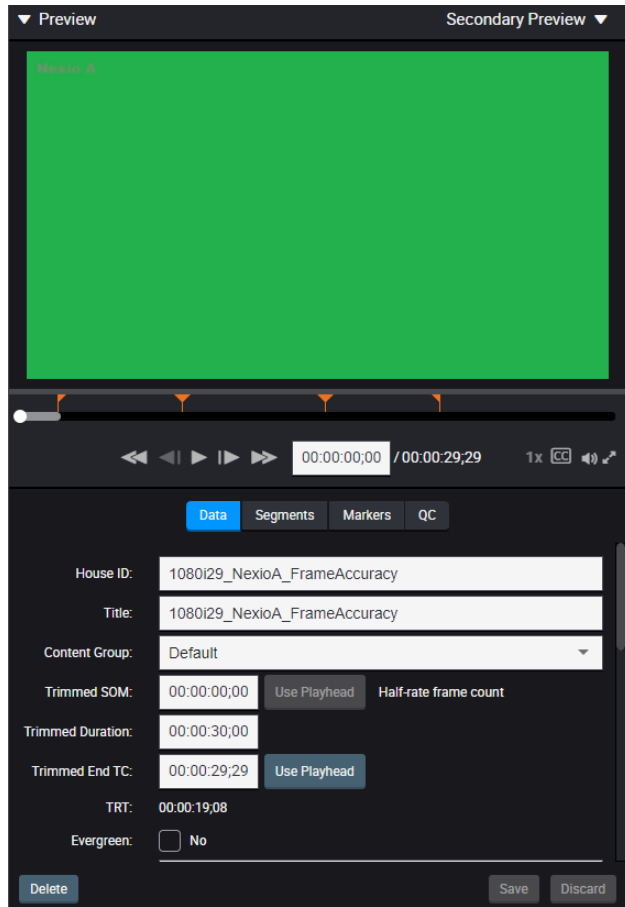 Preview Secondary Preview
Nexio A
00:00:00;00 / 00:00:29;29 1x CC
Data Segments Markers QC
House ID: 1080i29_NexioA_FrameAccuracy
Title: 1080i29_NexioA_FrameAccuracy
Content Group: Default
Trimmed SOM: 00:00:00;00 Use Playhead Half-rate frame count
Trimmed Duration: 00:00:30;00
Trimmed End TC: 00:00:29;29 Use Playhead
TRT: 00:00:19;08
Evergreen: No
Delete Save Discard